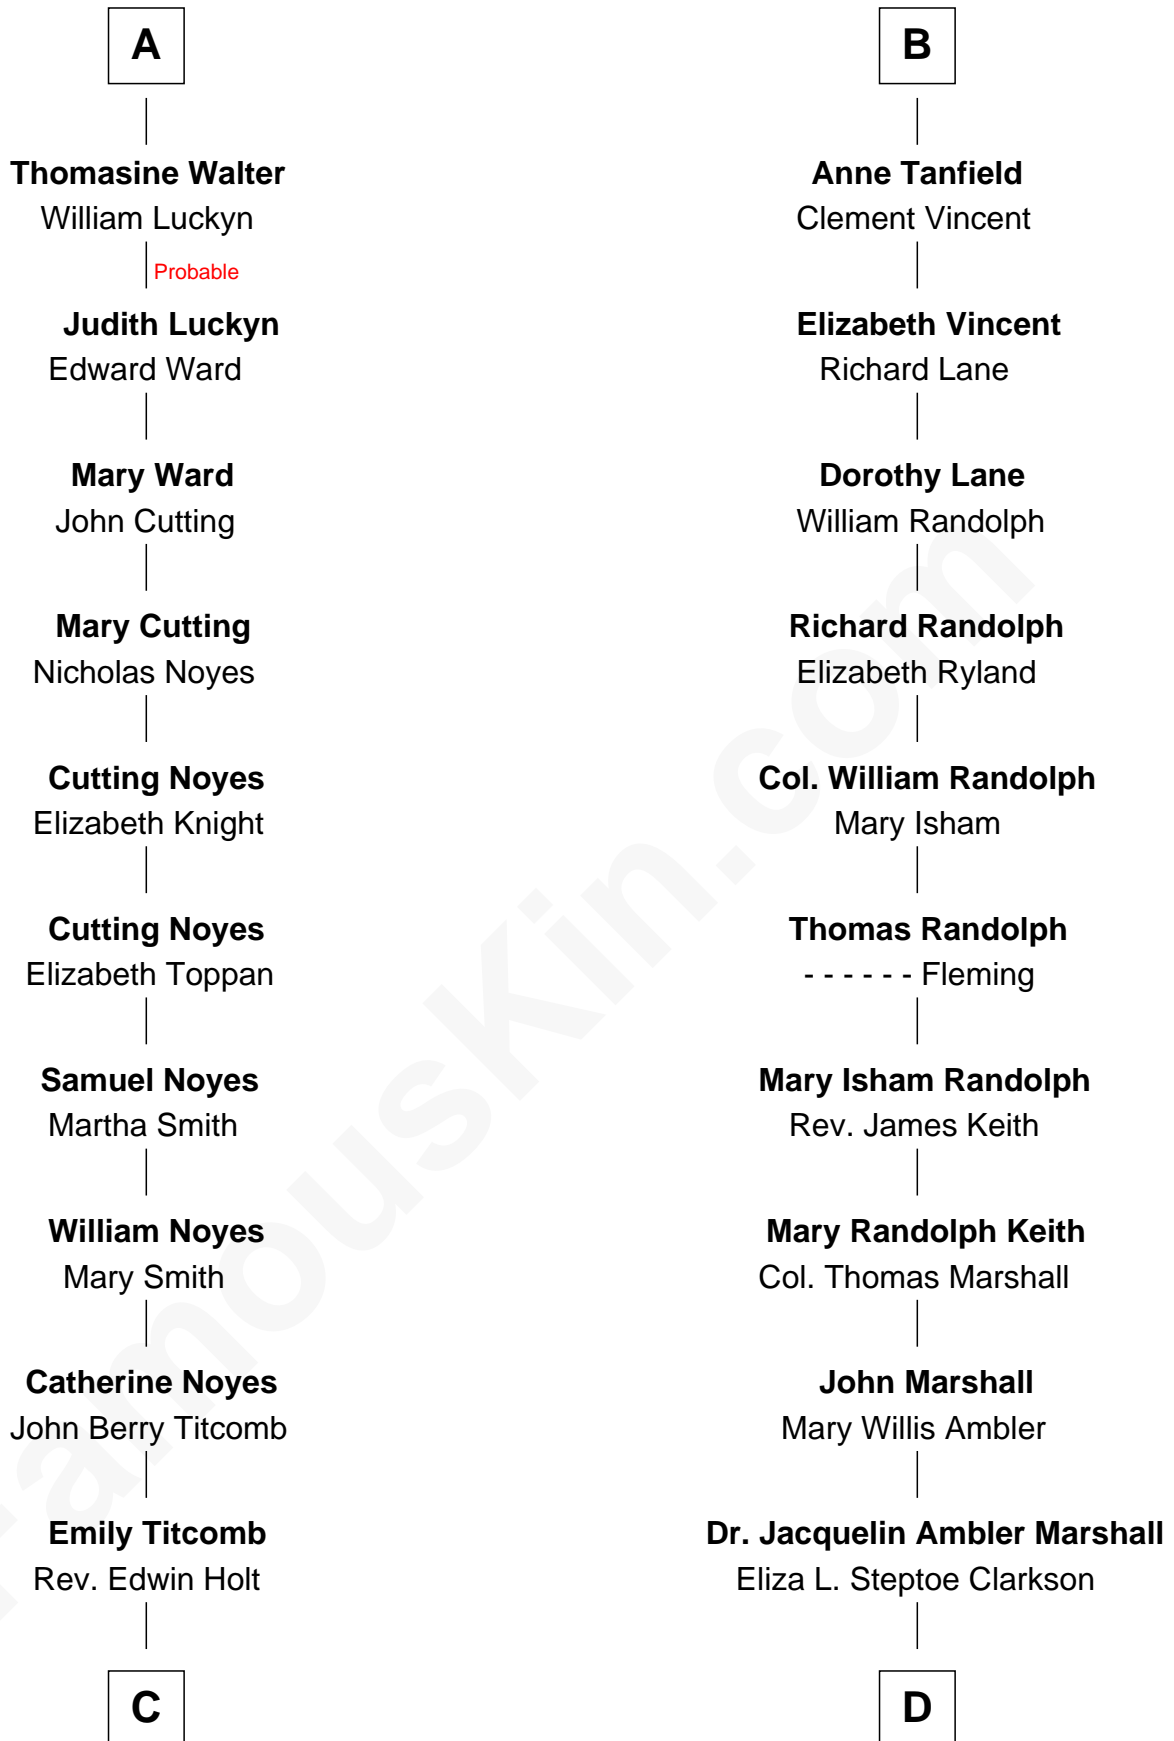 A
Thomasine Walter
William Luckyn
Probable
Judith Luckyn
Edward Ward
Mary Ward
John Cutting
Mary Cutting
Nicholas Noyes
Cutting Noyes
Elizabeth Knight
Cutting Noyes
Elizabeth Toppan
Samuel Noyes
Martha Smith
William Noyes
Mary Smith
Catherine Noyes
John Berry Titcomb
Emily Titcomb
Rev. Edwin Holt
C
B
Anne Tanfield
Clement Vincent
Elizabeth Vincent
Richard Lane
Dorothy Lane
William Randolph
Richard Randolph
Elizabeth Ryland
Col. William Randolph
Mary Isham
Thomas Randolph
- - - - - - Fleming
Mary Isham Randolph
Rev. James Keith
Mary Randolph Keith
Col. Thomas Marshall
John Marshall
Mary Willis Ambler
Dr. Jacquelin Ambler Marshall
Eliza L. Steptoe Clarkson
D
FamousKin.com